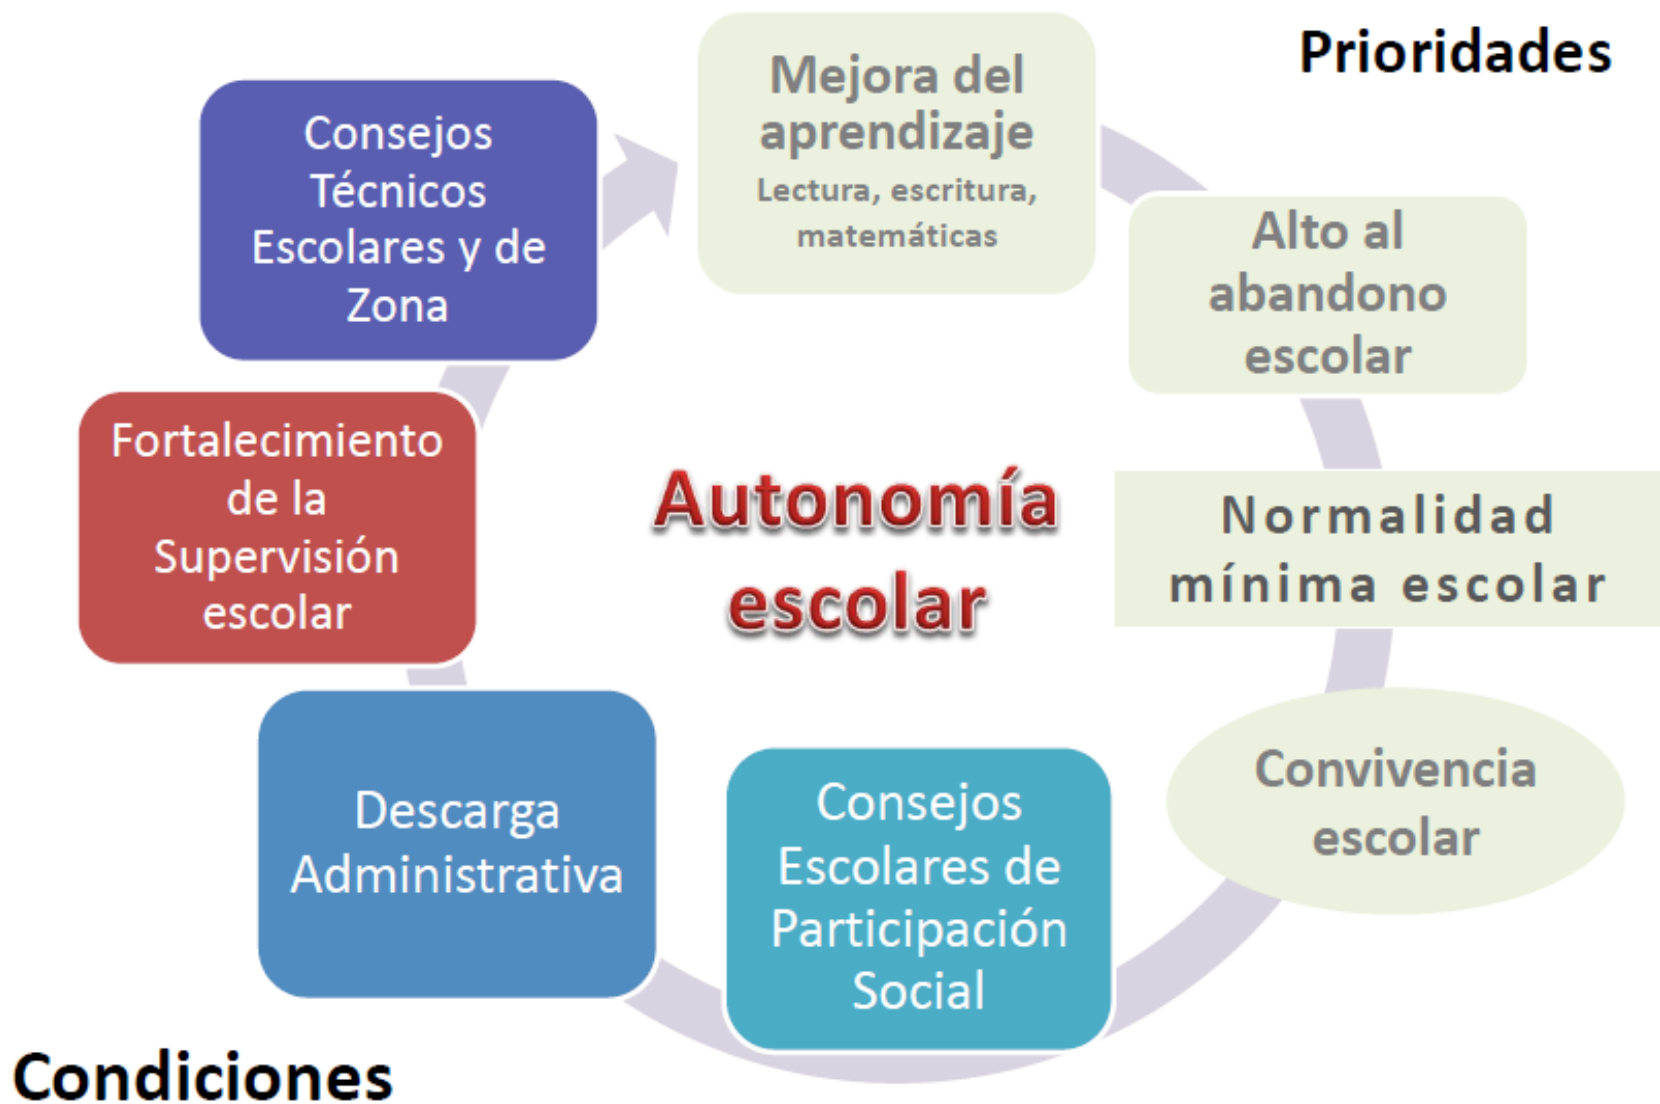 Prioridades
Mejora del
aprendizaje
Lectura, escritura,
matemáticas
Alto al
abandono
escolar
Normalidad
mínima escolar
Convivencia
escolar
Consejos
Escolares de
Participación
Social
Descarga
Administrativa
Fortalecimiento
de la
Supervisión
escolar
Consejos
Técnicos
Escolares y de
Zona
Autonomía
escolar
Condiciones